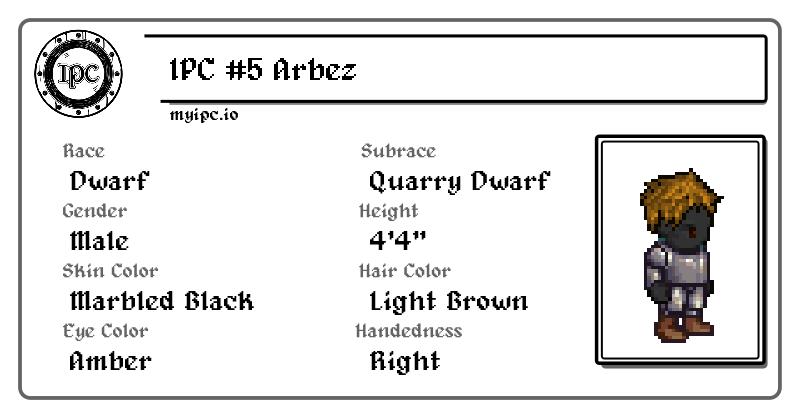 IPC
IPC #5 Arbez
myipc.io
Race
Dwarf
Subrace
Quarry Dwarf
Gender
Male
Height
4'4"
Skin Color
Marbled Black
Hair Color
Light Brown
Eye Color
Amber
Handedness
Right